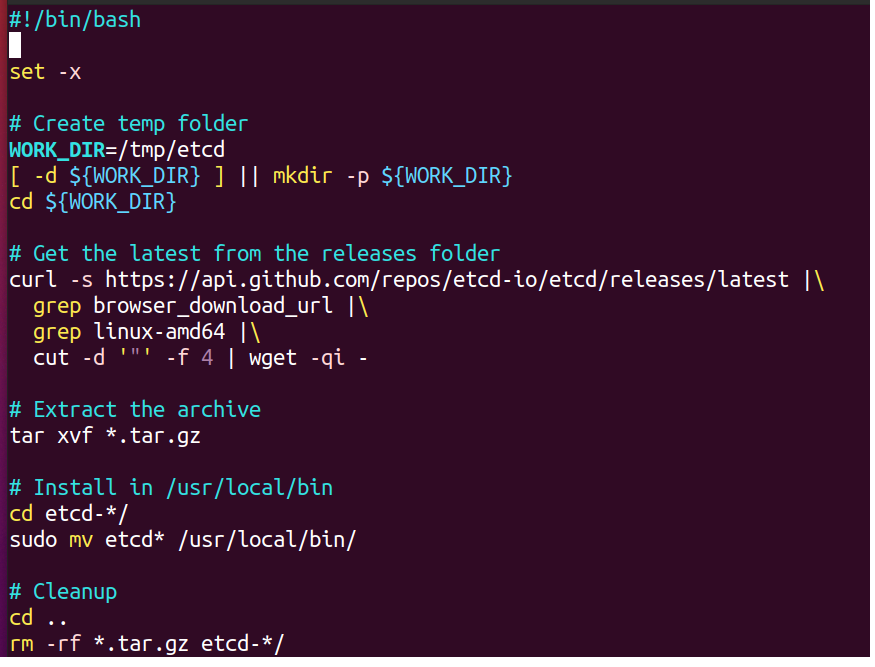 #!/bin/bash
set -x
# Create temp folder
WORK_DIR=/tmp/etcd
[ -d ${WORK_DIR} ] || mkdir -p ${WORK_DIR}
cd ${WORK_DIR}
# Get the latest from the releases folder
curl -s https://api.github.com/repos/etcd-io/etcd/releases/latest |\
  grep browser_download_url |\
  grep linux-amd64 |\
  cut -d '"' -f 4 | wget -qi -
# Extract the archive
tar xvf *.tar.gz
# Install in /usr/local/bin
cd etcd-*/
sudo mv etcd* /usr/local/bin/
# Cleanup
cd ..
rm -rf *.tar.gz etcd-*/